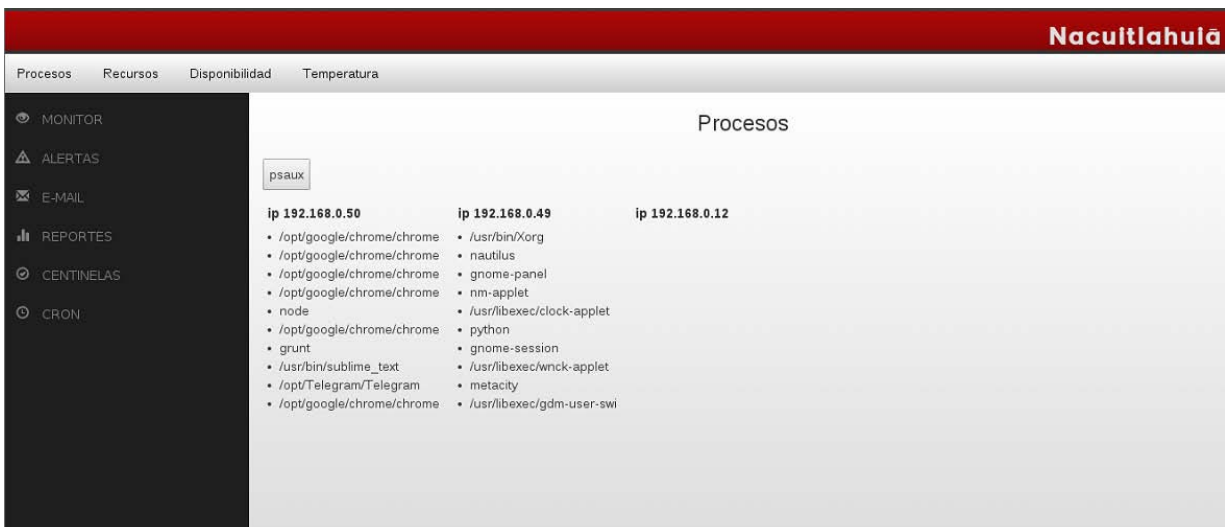 Nacuitlahuiā
Procesos Recursos Disponibilidad Temperatura
MONITOR
ALERTAS
E-MAIL
REPORTES
CENTINELAS
CRON
Procesos
psaux
ip 192.168.0.50
• /opt/google/chrome/chrome
• /opt/google/chrome/chrome
• /opt/google/chrome/chrome
• /opt/google/chrome/chrome
• node
• /opt/google/chrome/chrome
• grunt
• /usr/bin/sublime_text
• /opt/Telegram/Telegram
• /opt/google/chrome/chrome
ip 192.168.0.49
• /usr/bin/Xorg
• nautilus
• gnome-panel
• nm-applet
• /usr/libexec/clock-applet
• python
• gnome-session
• /usr/libexec/wnck-applet
• metacity
• /usr/libexec/gdm-user-swi
ip 192.168.0.12